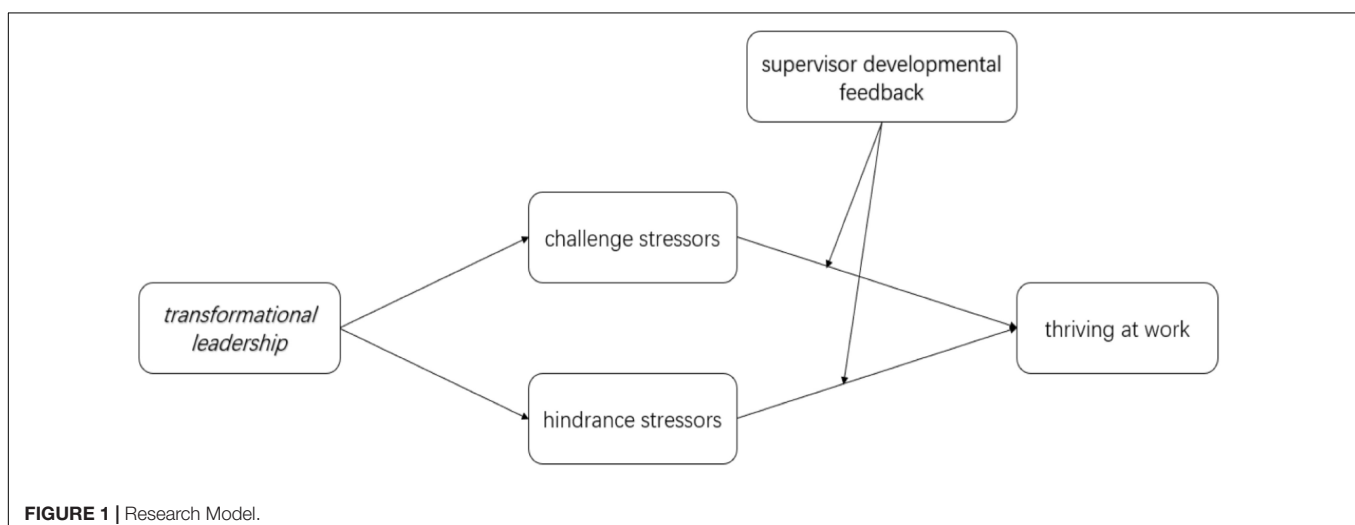 supervisor developmental
feedback
challenge stressors
transformational
leadership
thriving at work
hindrance stressors
FIGURE 1 | Research Model.